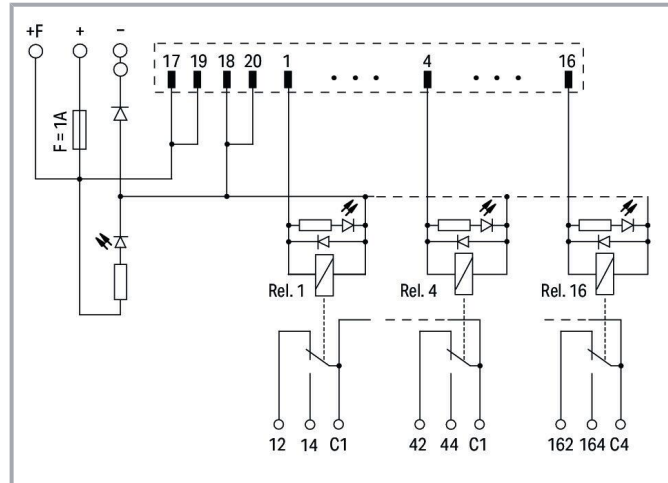 +F + −
17 19 18 20 1 • • • 4 • • • 16
F = 1A
Rel. 1 Rel. 4 Rel. 16
12 14 C1 42 44 C1 162 164 C4